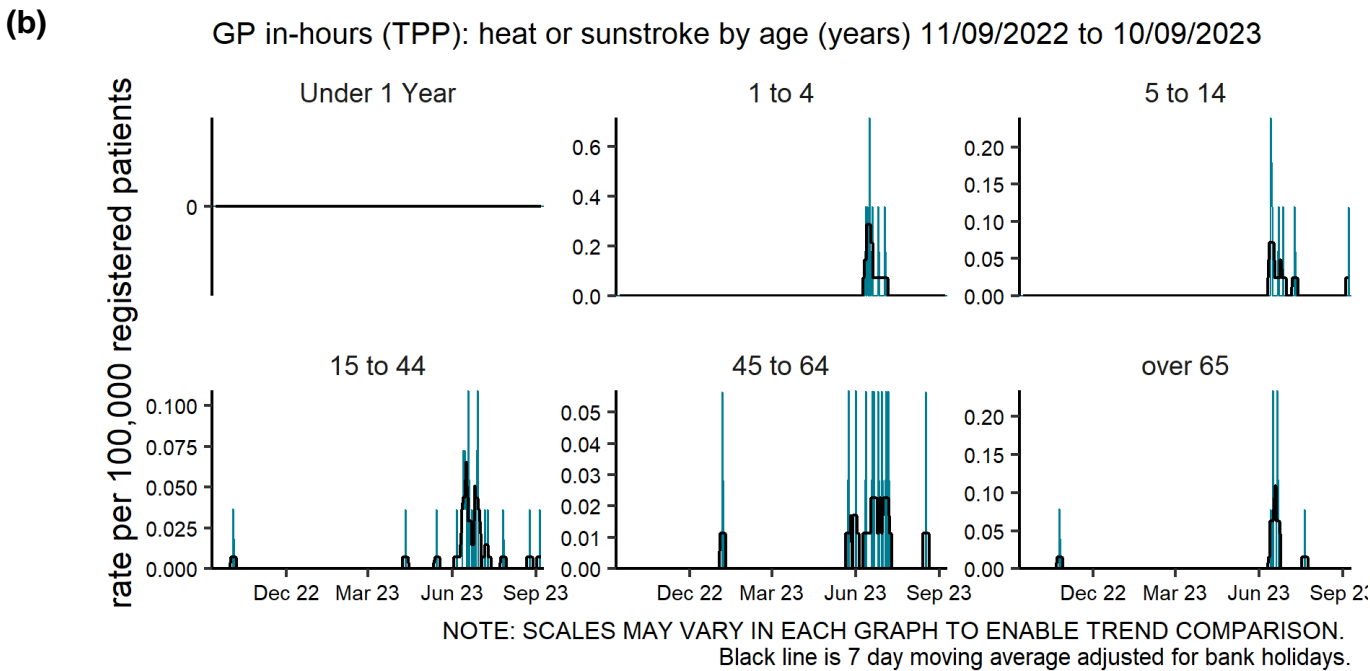 (b)
GP in-hours (TPP): heat or sunstroke by age (years) 11/09/2022 to 10/09/2023
rate per 100,000 registered patients
Under 1 Year
0
1 to 4
0.6
0.4
0.2
0.0
5 to 14
0.20
0.15
0.10
0.05
0.00
15 to 44
0.100
0.075
0.050
0.025
0.000
Dec 22 Mar 23 Jun 23 Sep 23
45 to 64
0.05
0.04
0.03
0.02
0.01
0.00
Dec 22 Mar 23 Jun 23 Sep 23
over 65
0.20
0.15
0.10
0.05
0.00
Dec 22 Mar 23 Jun 23 Sep 23
NOTE: SCALES MAY VARY IN EACH GRAPH TO ENABLE TREND COMPARISON.
Black line is 7 day moving average adjusted for bank holidays.